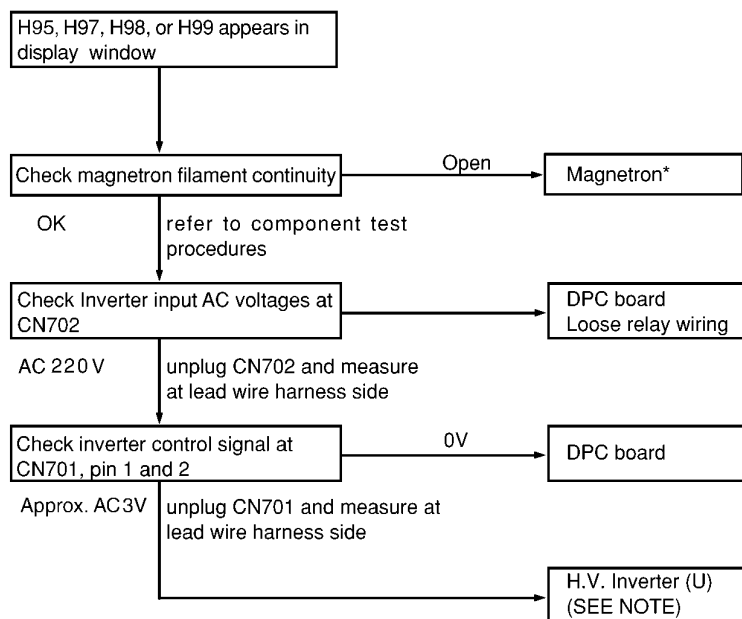 H95, H97, H98, or H99 appears in
display window
Check magnetron filament continuity
Open
Magnetron*
OK
refer to component test
procedures
Check Inverter input AC voltages at
CN702
DPC board
Loose relay wiring
AC 220 V
unplug CN702 and measure
at lead wire harness side
Check inverter control signal at
CN701, pin 1 and 2
0V
DPC board
Approx. AC 3V
unplug CN701 and measure at
lead wire harness side
H.V. Inverter (U)
(SEE NOTE)